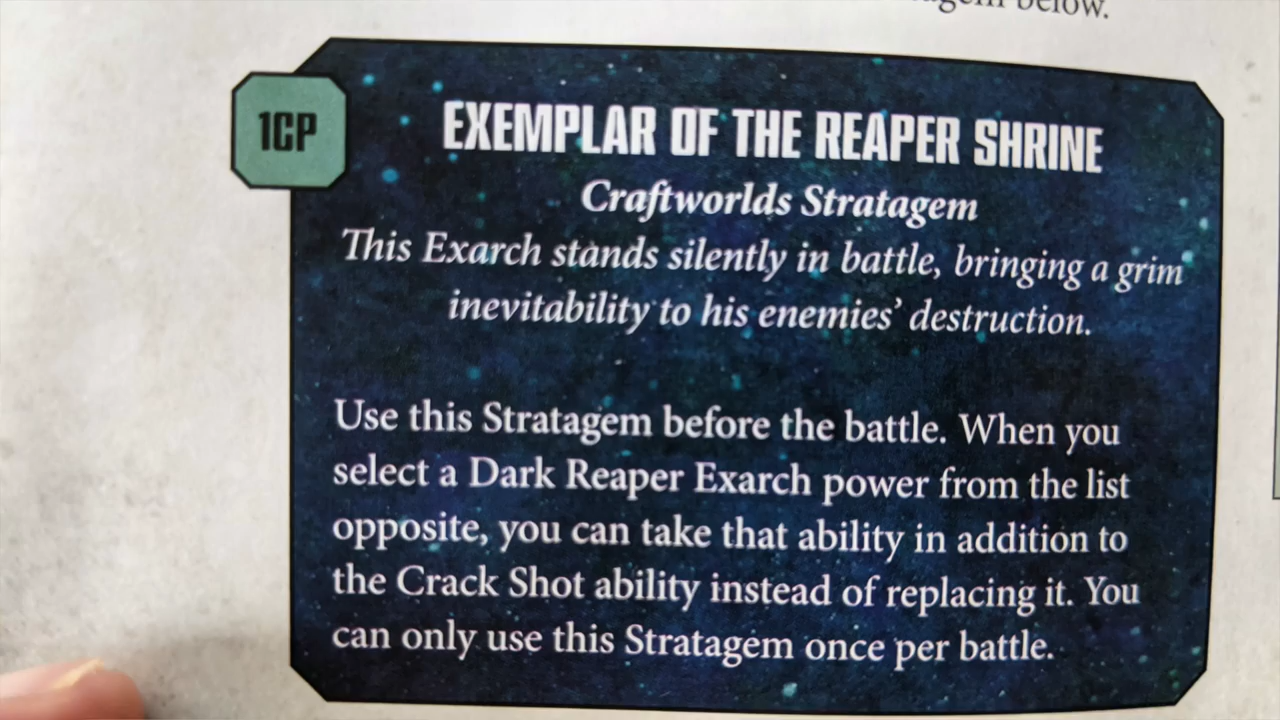 below.
1CP
EXEMPLAR OF THE REAPER SHRINE
Craftworlds Stratagem
This Exarch stands silently in battle, bringing a grim
inevitability to his enemies’ destruction.
Use this Stratagem before the battle. When you
select a Dark Reaper Exarch power from the list
opposite, you can take that ability in addition to
the Crack Shot ability instead of replacing it. You
can only use this Stratagem once per battle.